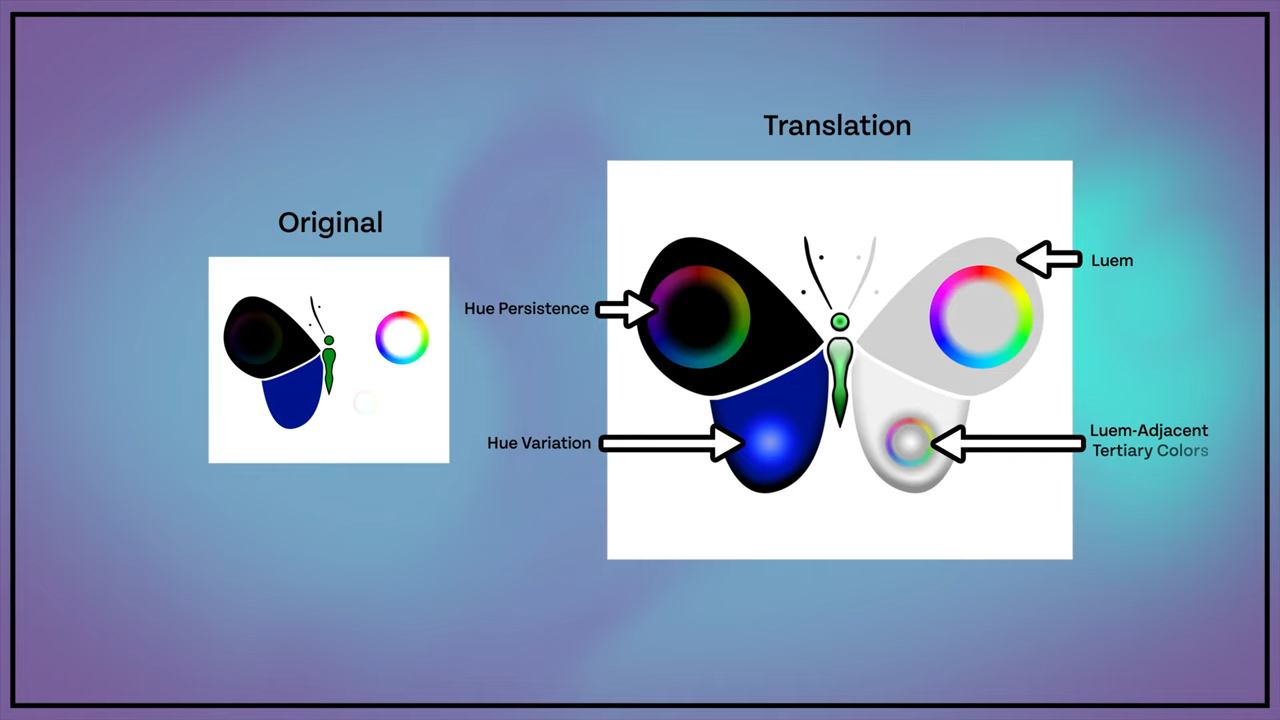 Translation
Original
Luem
Hue Persistence
Hue Variation
Luem-Adjacent
Tertiary Colors